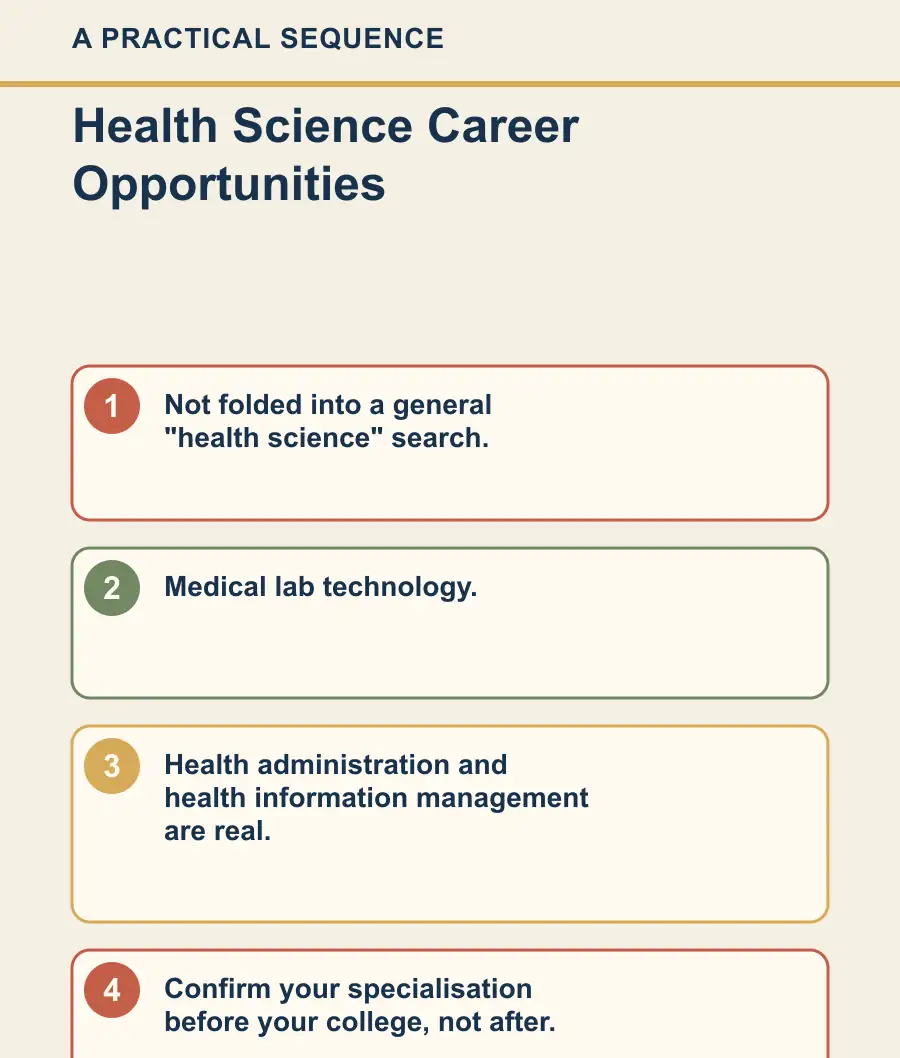 A PRACTICAL SEQUENCE
Health Science Career
Opportunities
1
Not folded into a general
"health science" search.
2
Medical lab technology.
3
Health administration and
health information management
are real.
4
Confirm your specialisation
before your college, not after.